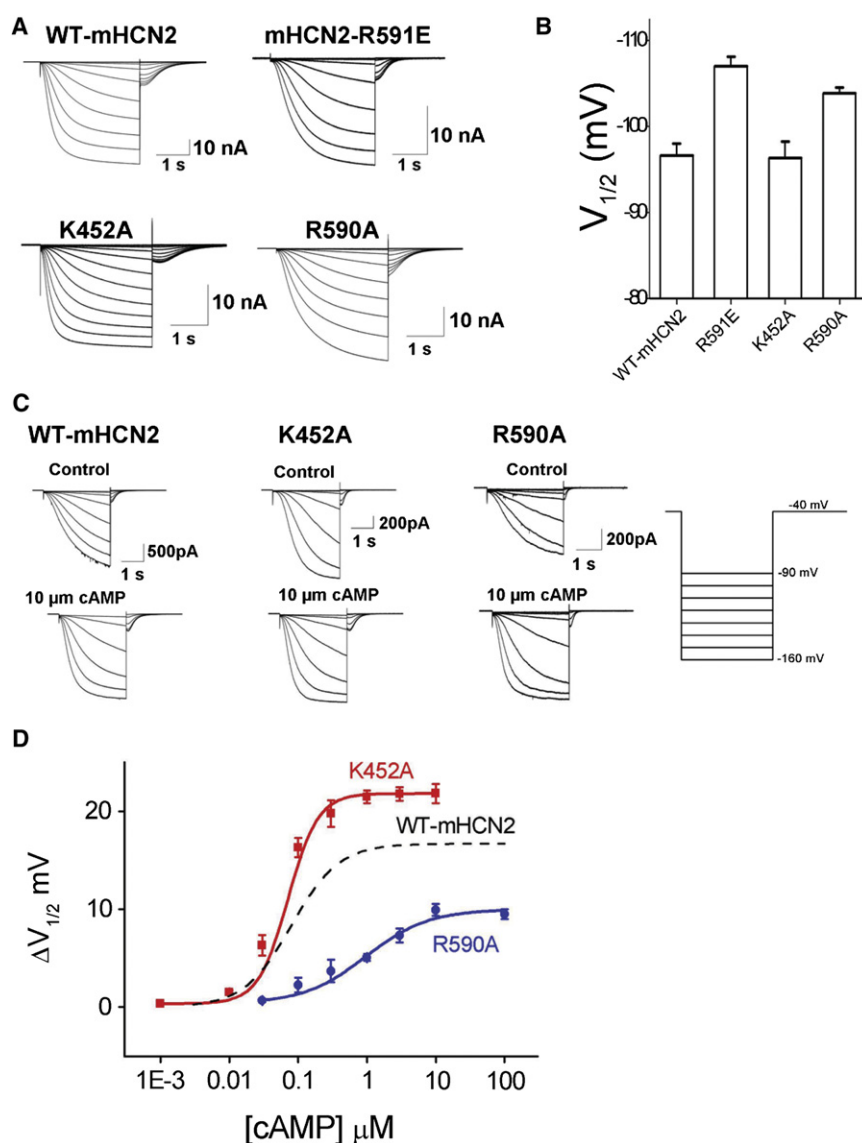 A
WT-mHCN2
mHCN2-R591E
10 nA
1 s
10 nA
1 s
K452A
R590A
10 nA
1 s
10 nA
1 s
B
V1/2 (mV)
-110
-100
-90
-80
WT-mHCN2
R591E
K452A
R590A
C
WT-mHCN2
K452A
R590A
Control
Control
Control
500pA
1 s
200pA
1 s
200pA
1 s
10 µm cAMP
10 µm cAMP
10 µm cAMP
-40 mV
-90 mV
-160 mV
D
ΔV1/2 mV
20
10
0
K452A
WT-mHCN2
R590A
1E-3
0.01
0.1
1
10
100
[cAMP] µM